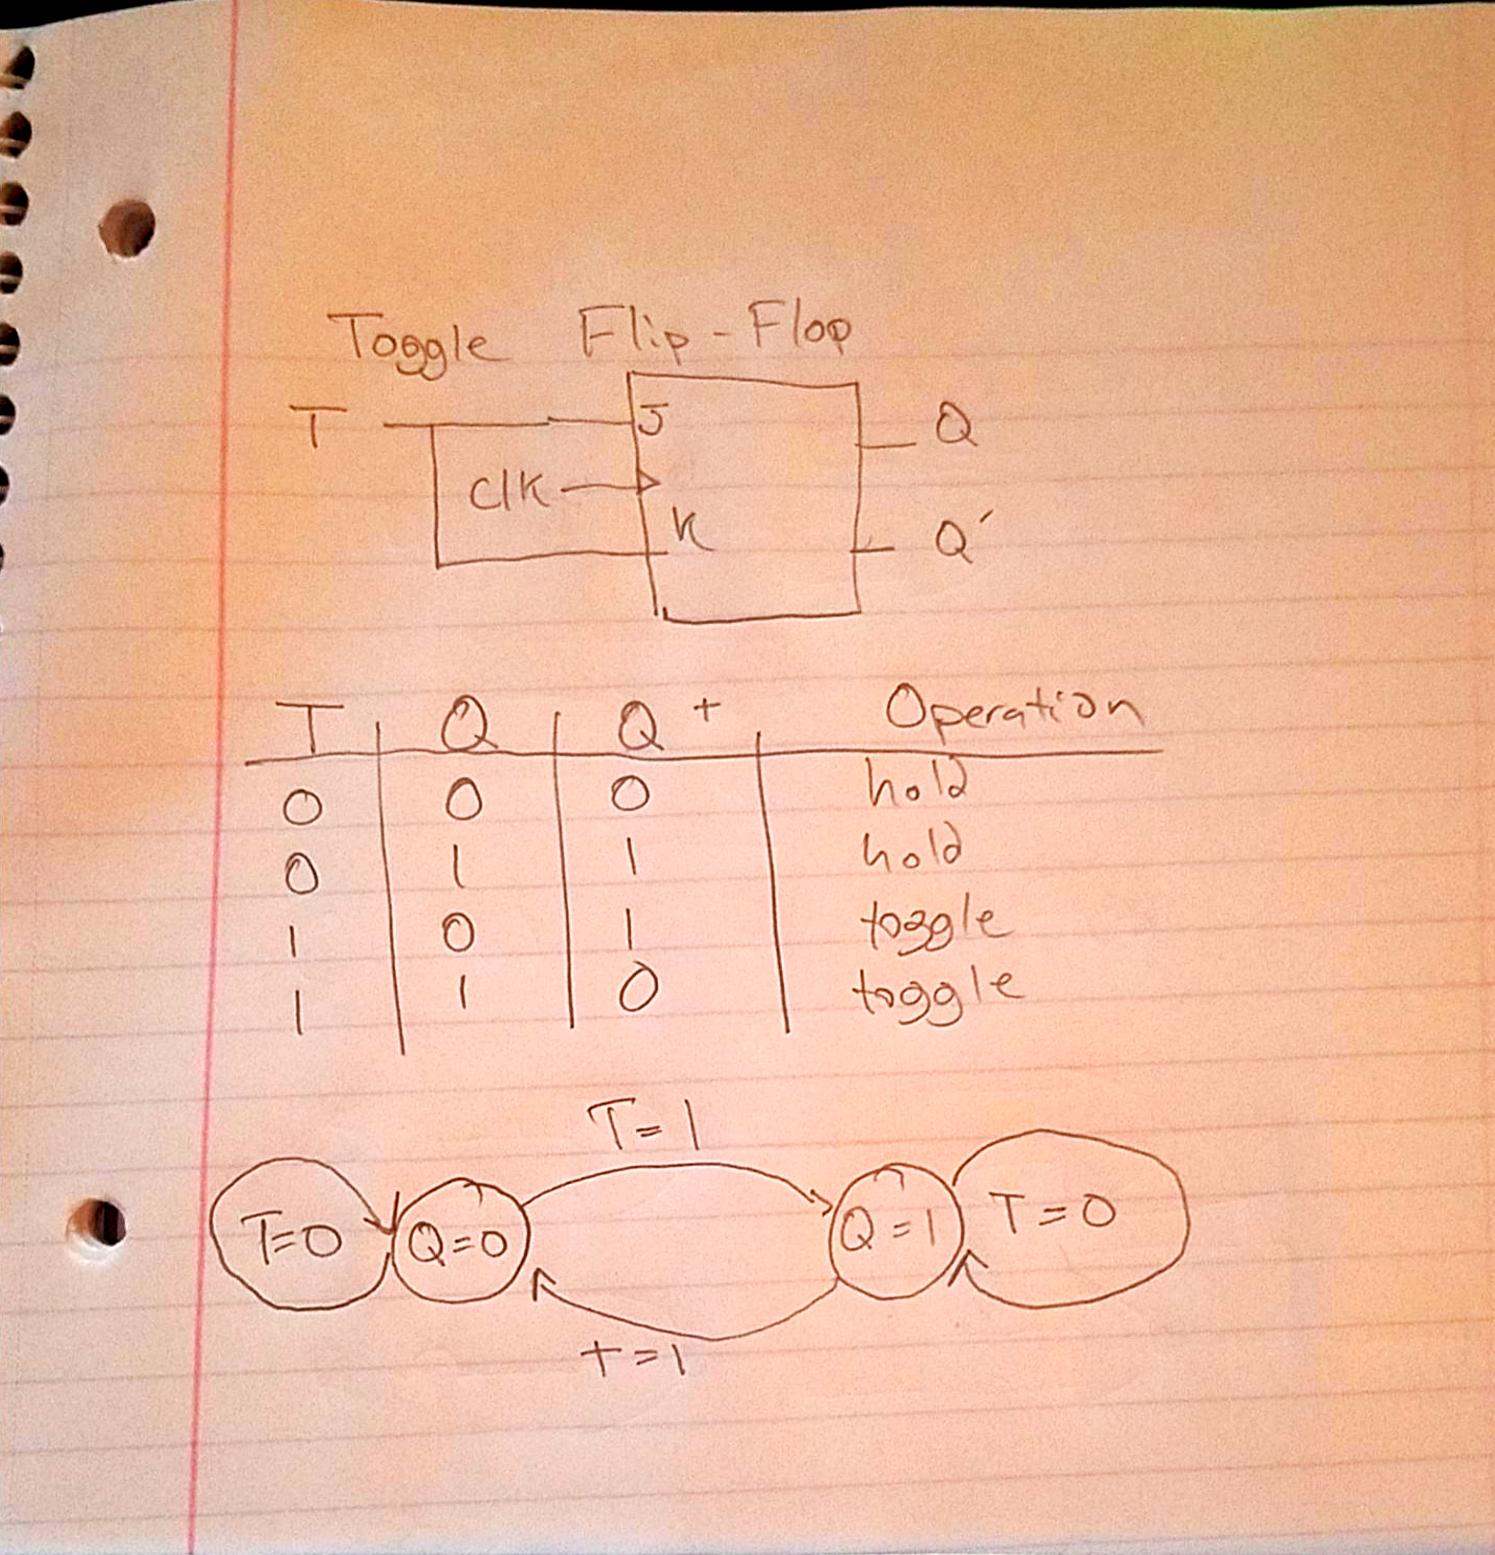 Toggle Flip-Flop
T J Q
Clk
K Q′
T Q Q+ Operation
0 0 0 hold
0 1 1 hold
1 0 1 toggle
1 1 0 toggle
T=1
T=0 Q=0 Q=1 T=0
T=1